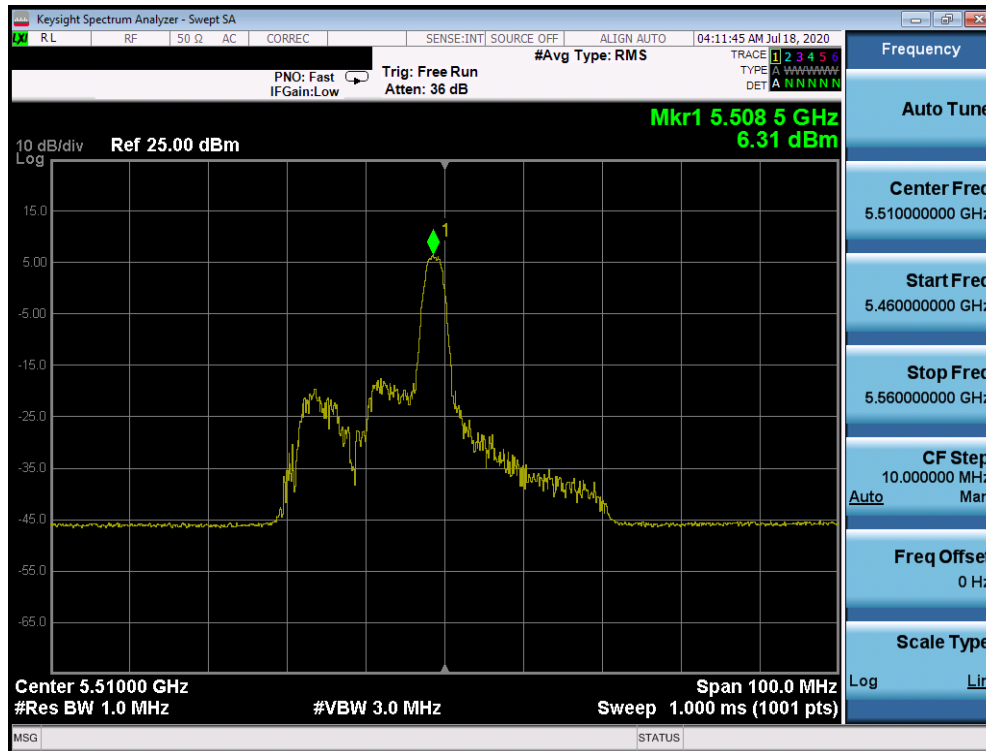 Keysight Spectrum Analyzer - Swept SA
LXI RL RF 50 Ω AC CORREC SENSE:INT SOURCE OFF ALIGN AUTO 04:11:45 AM Jul 18, 2020
#Avg Type: RMS TRACE 1 2 3 4 5 6
PNO: Fast Trig: Free Run TYPE A WWWWW
IFGain:Low Atten: 36 dB DET A N N N N N
Mkr1 5.508 5 GHz
6.31 dBm
10 dB/div Ref 25.00 dBm
Log
1
15.0
5.00
-5.00
-15.0
-25.0
-35.0
-45.0
-55.0
-65.0
Center 5.51000 GHz Span 100.0 MHz
#Res BW 1.0 MHz #VBW 3.0 MHz Sweep 1.000 ms (1001 pts)
MSG STATUS
Frequency
Auto Tune
Center Freq
5.510000000 GHz
Start Freq
5.460000000 GHz
Stop Freq
5.560000000 GHz
CF Step
10.000000 MHz
Auto Man
Freq Offset
0 Hz
Scale Type
Log Lin